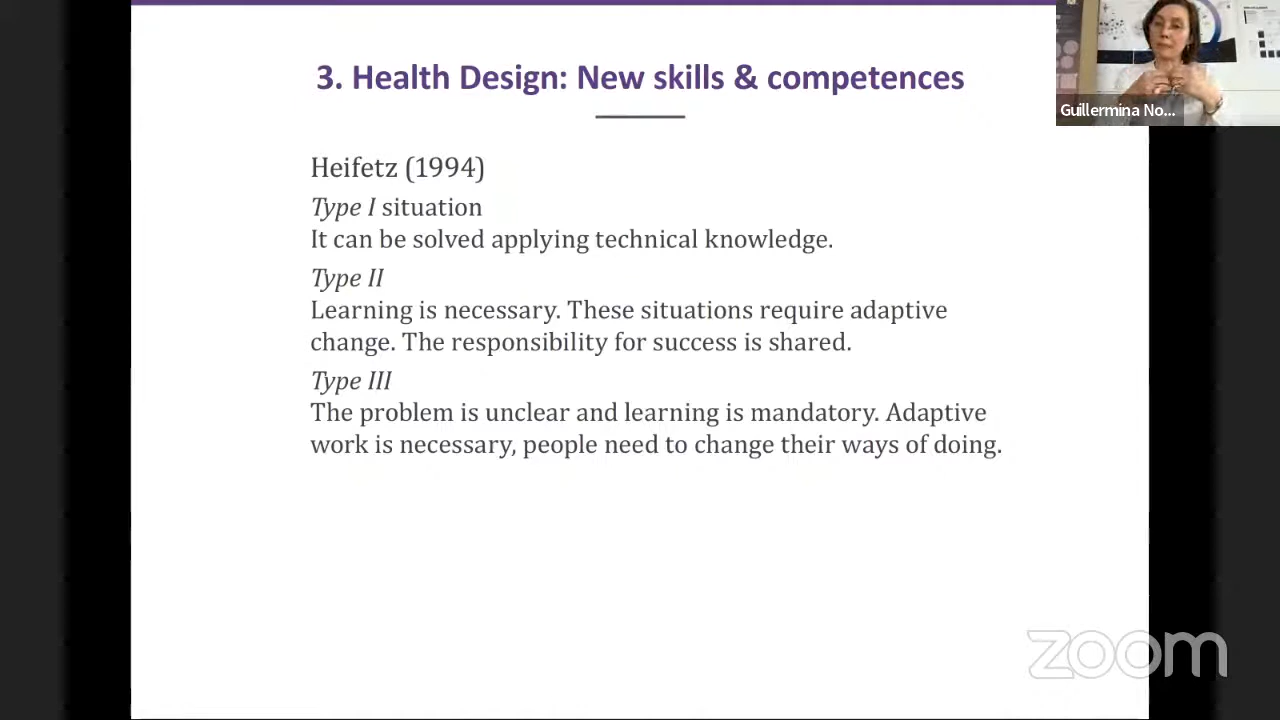 3. Health Design: New skills & competences
Guillermina No...
Heifetz (1994)
Type I situation
It can be solved applying technical knowledge.
Type II
Learning is necessary. These situations require adaptive
change. The responsibility for success is shared.
Type III
The problem is unclear and learning is mandatory. Adaptive
work is necessary, people need to change their ways of doing.
zoom